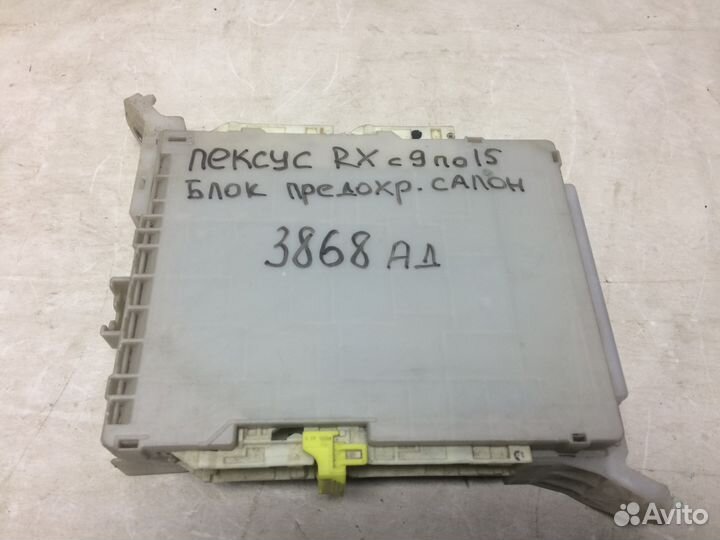 ЛЕКСУС RX с 9 по 15
БЛОК ПРЕДОХР. САЛОН
3868 АД
Avito